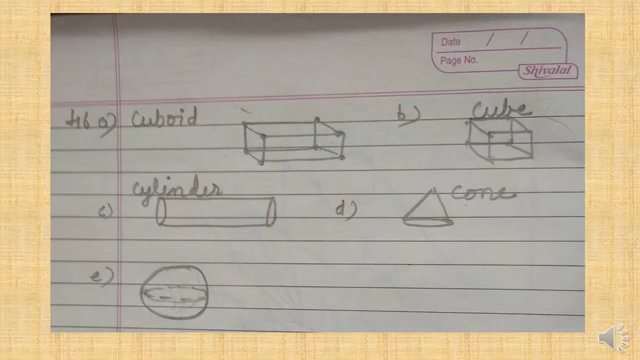 Date / /
Page No.
Shivalal
46 a) cuboid b) cube
c) cylinder d) cone
e)